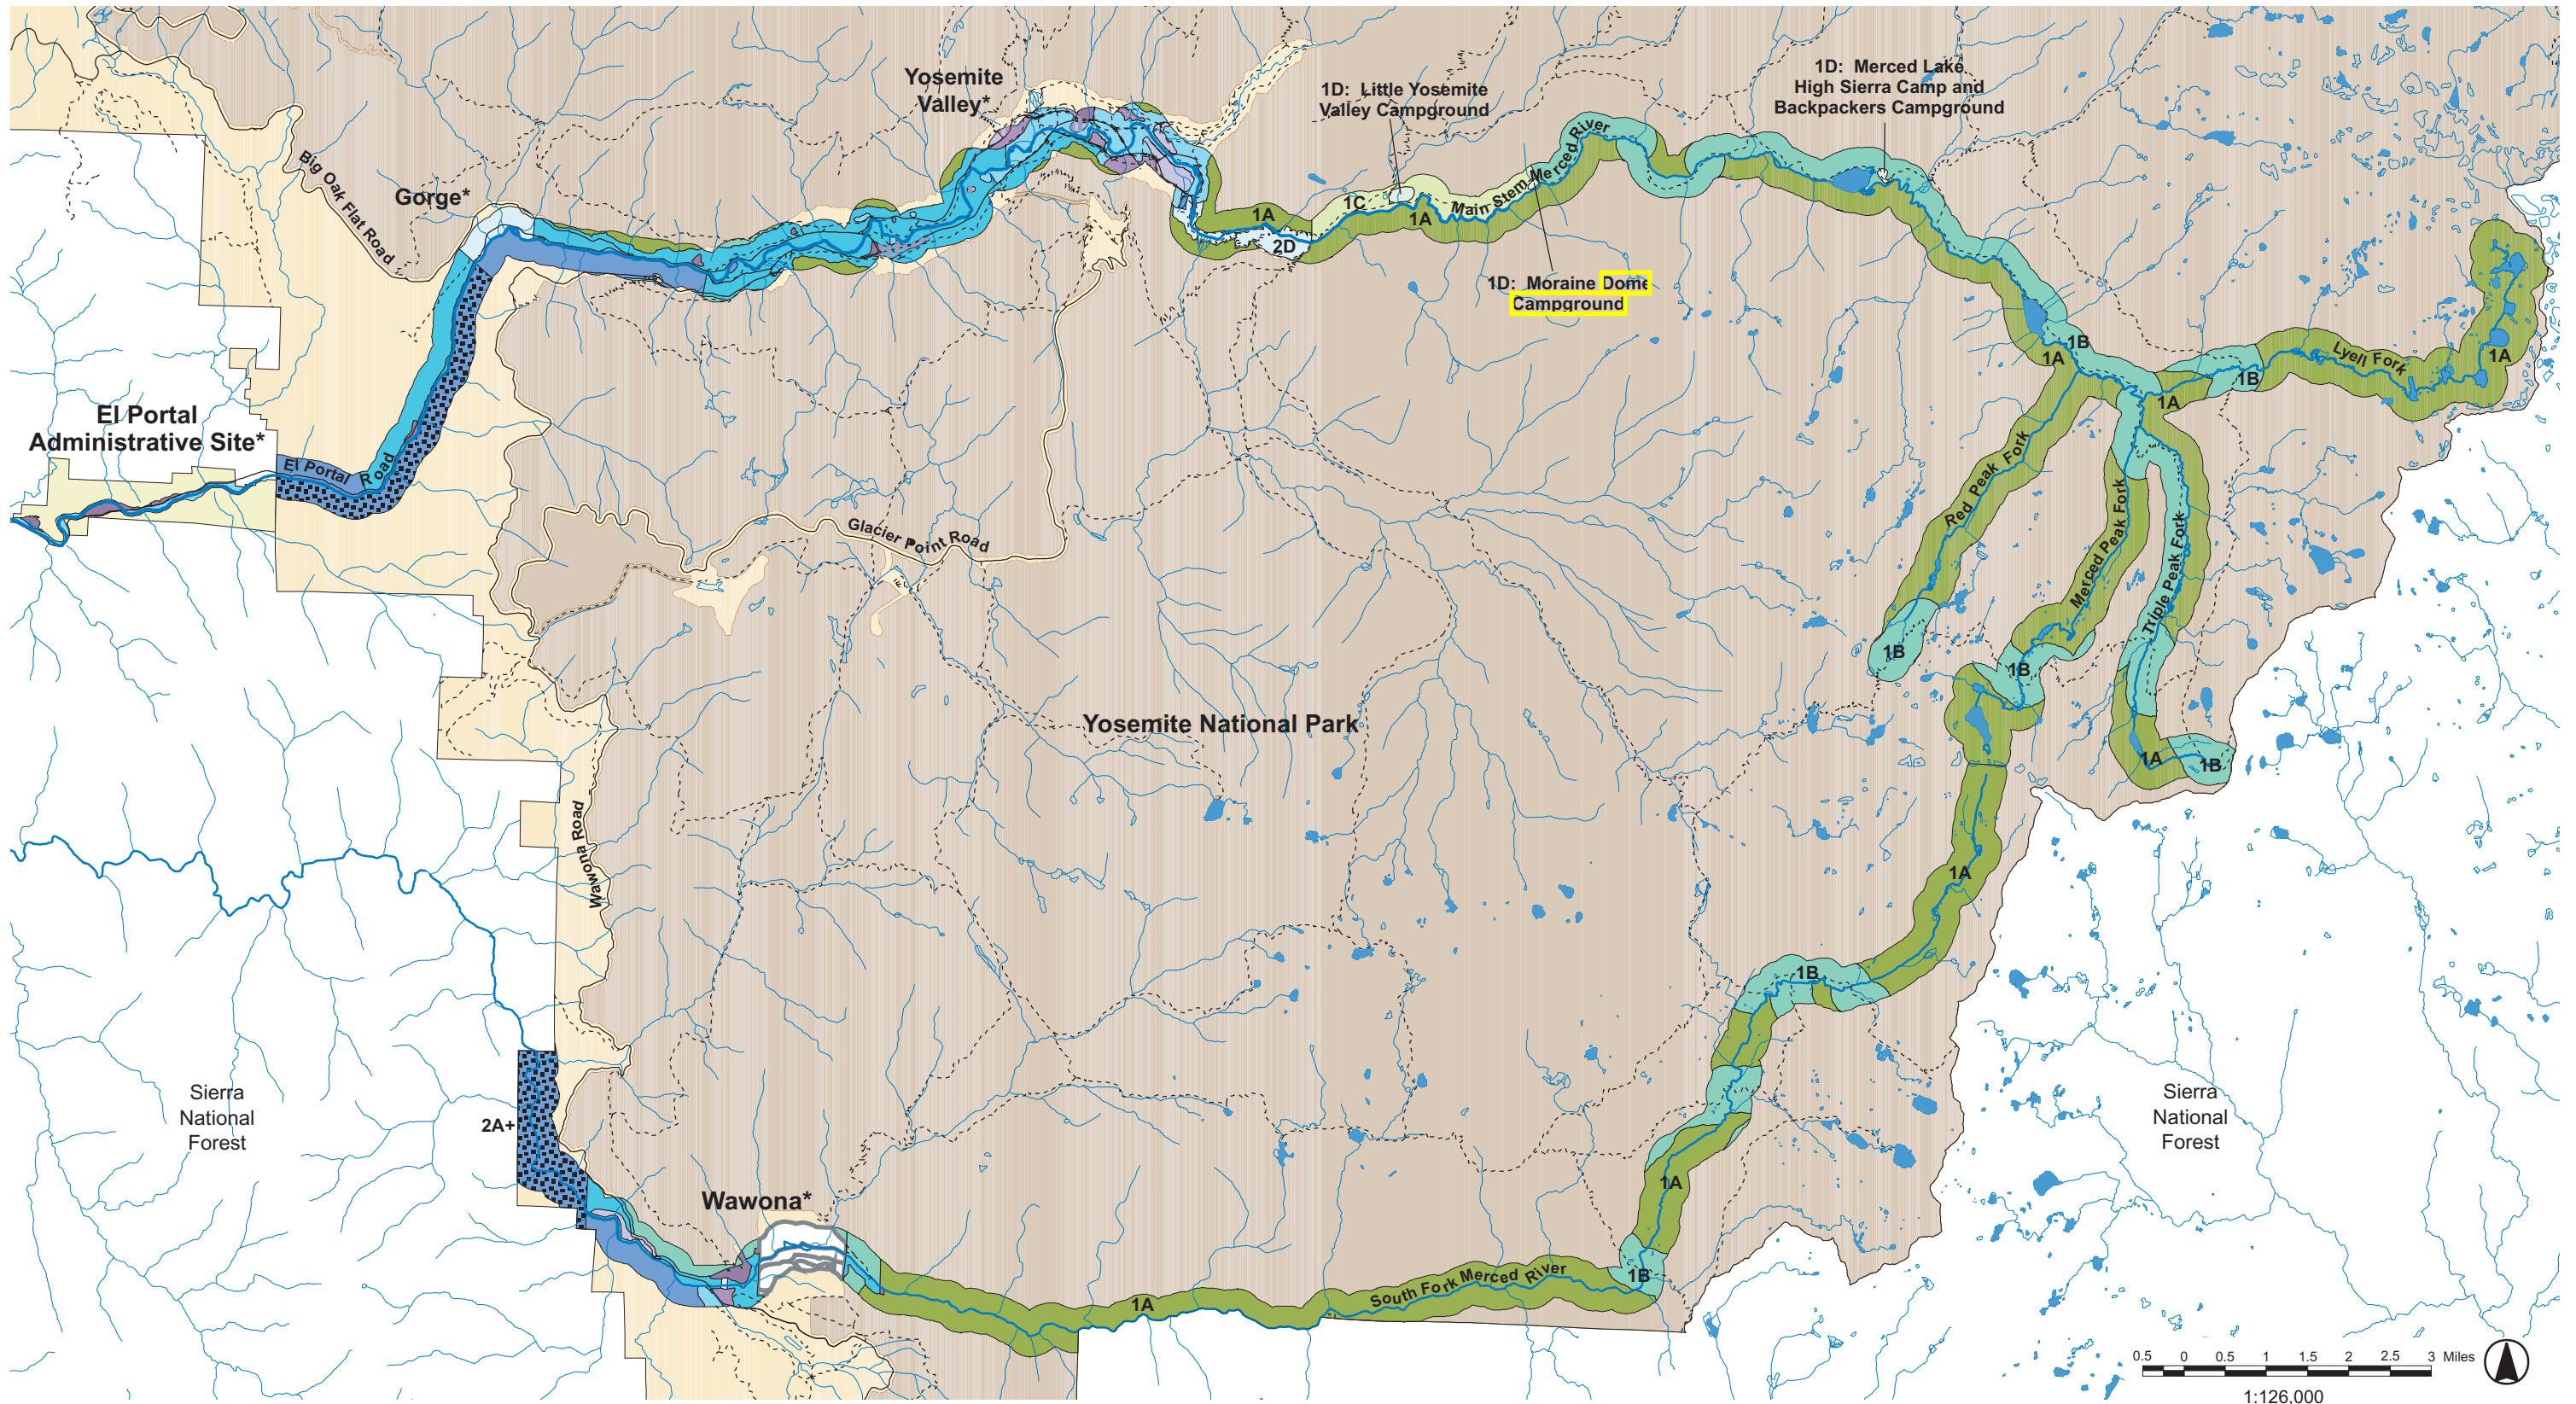 Yosemite
Valley*
1D: Little Yosemite
Valley Campground
1D: Merced Lake
High Sierra Camp and
Backpackers Campground
Big Oak Flat Road
Gorge*
1A
2D
1C
1A
Main Stem Merced River
1D: Moraine Dome
Campground
1B
1A
Lyell Fork
1A
1B
1A
El Portal
Administrative Site*
El Portal Road
Glacier Point Road
Red Peak Fork
Merced Peak Fork
Triple Peak Fork
1B
1B
1A
1B
Yosemite National Park
Wawona Road
1A
1B
Sierra
National
Forest
2A+
Sierra
National
Forest
1A
Wawona*
1B
South Fork Merced River
1A
0.5 0 0.5 1 1.5 2 2.5 3 Miles
1:126,000